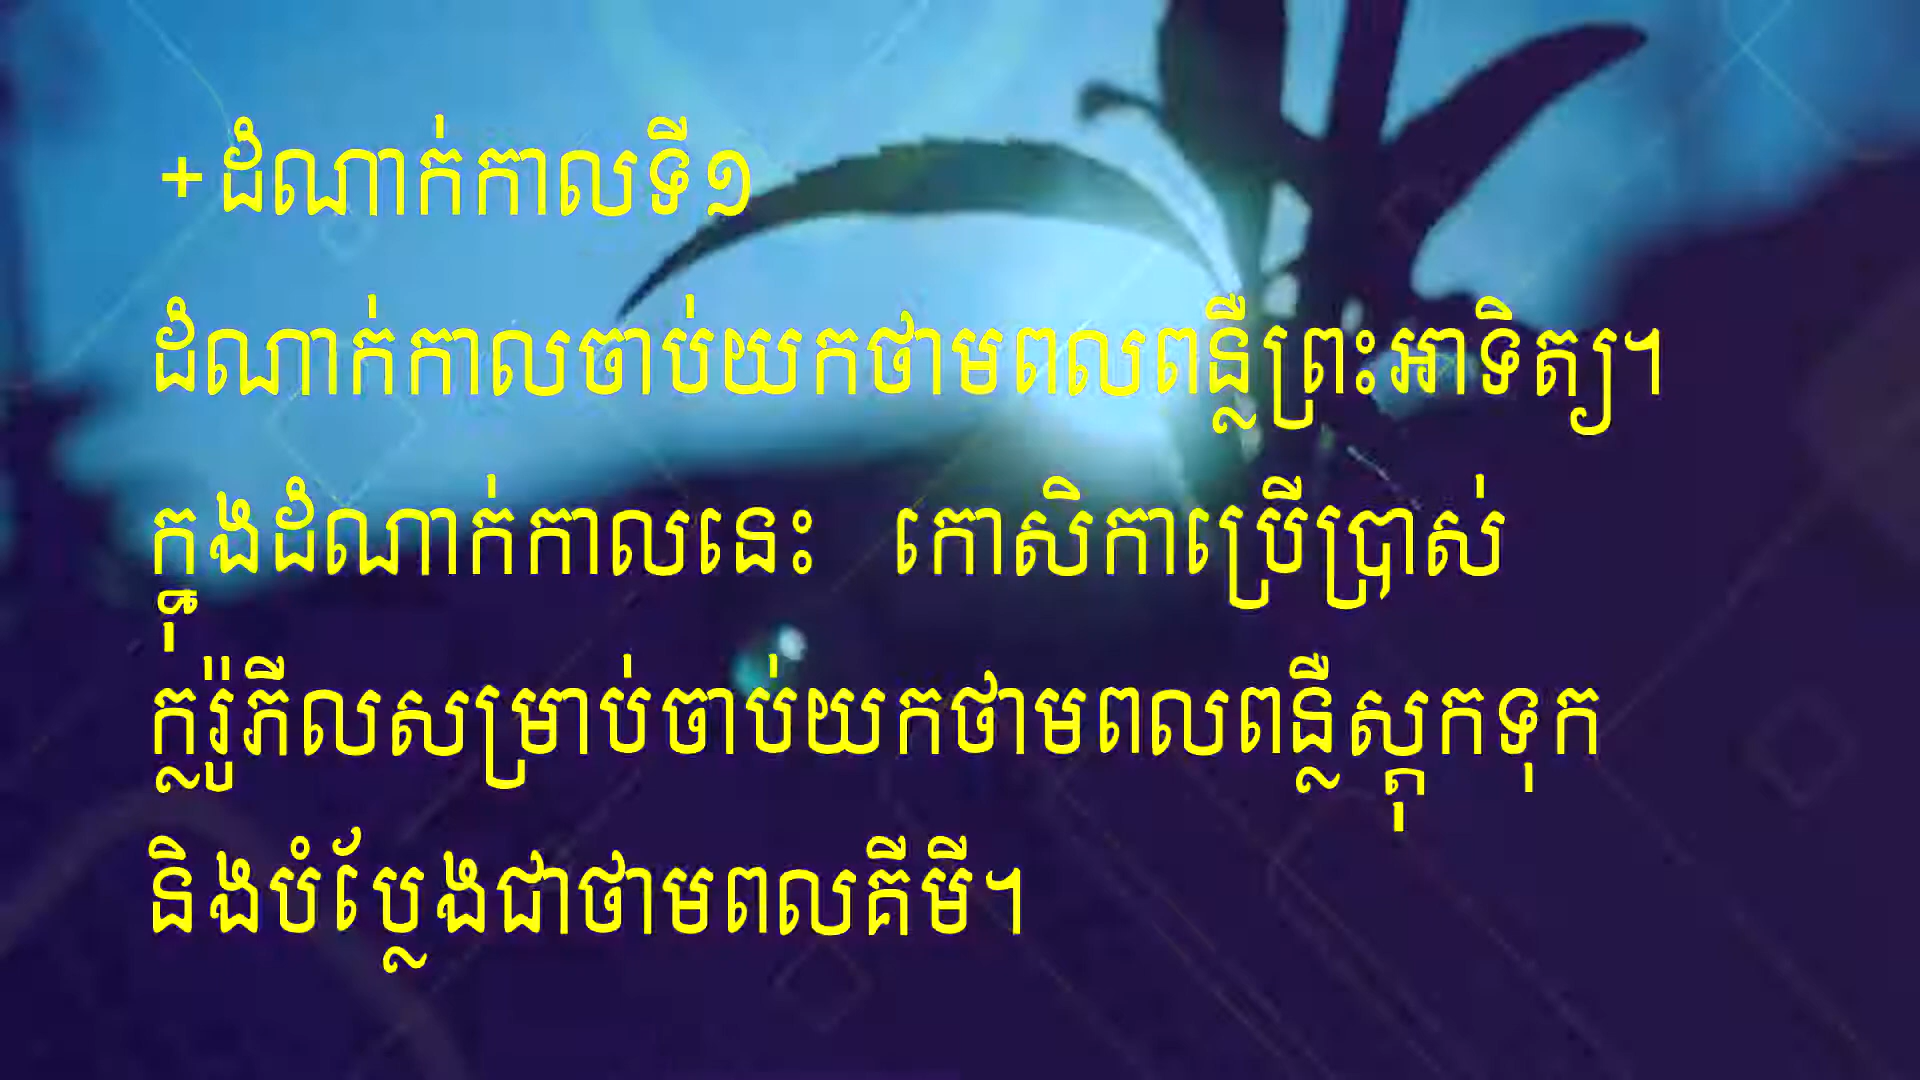 +ដំណាក់កាលទី១
ដំណាក់កាលចាប់យកថាមពលពន្លឺព្រះអាទិត្យ។
ក្នុងដំណាក់កាលនេះ កោសិកាប្រើប្រាស់
ក្លរ៉ូភីលសម្រាប់ចាប់យកថាមពលពន្លឺស្តុកទុក
និងបំប្លែងជាថាមពលគីមី។